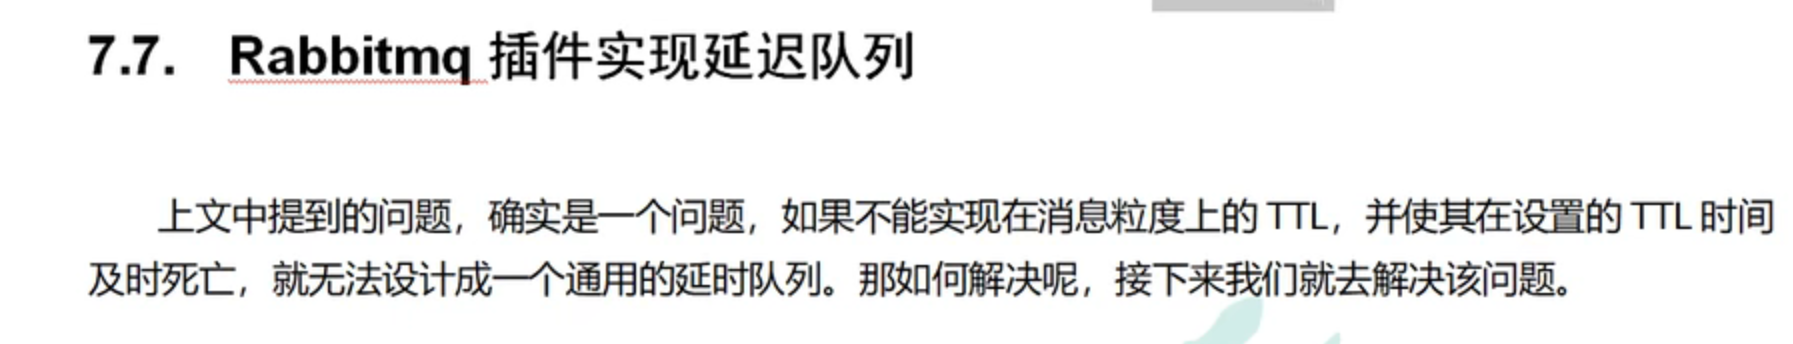 7.7. Rabbitmq 插件实现延迟队列
上文中提到的问题，确实是一个问题，如果不能实现在消息粒度上的 TTL，并使其在设置的 TTL 时间
及时死亡，就无法设计成一个通用的延时队列。那如何解决呢，接下来我们就去解决该问题。